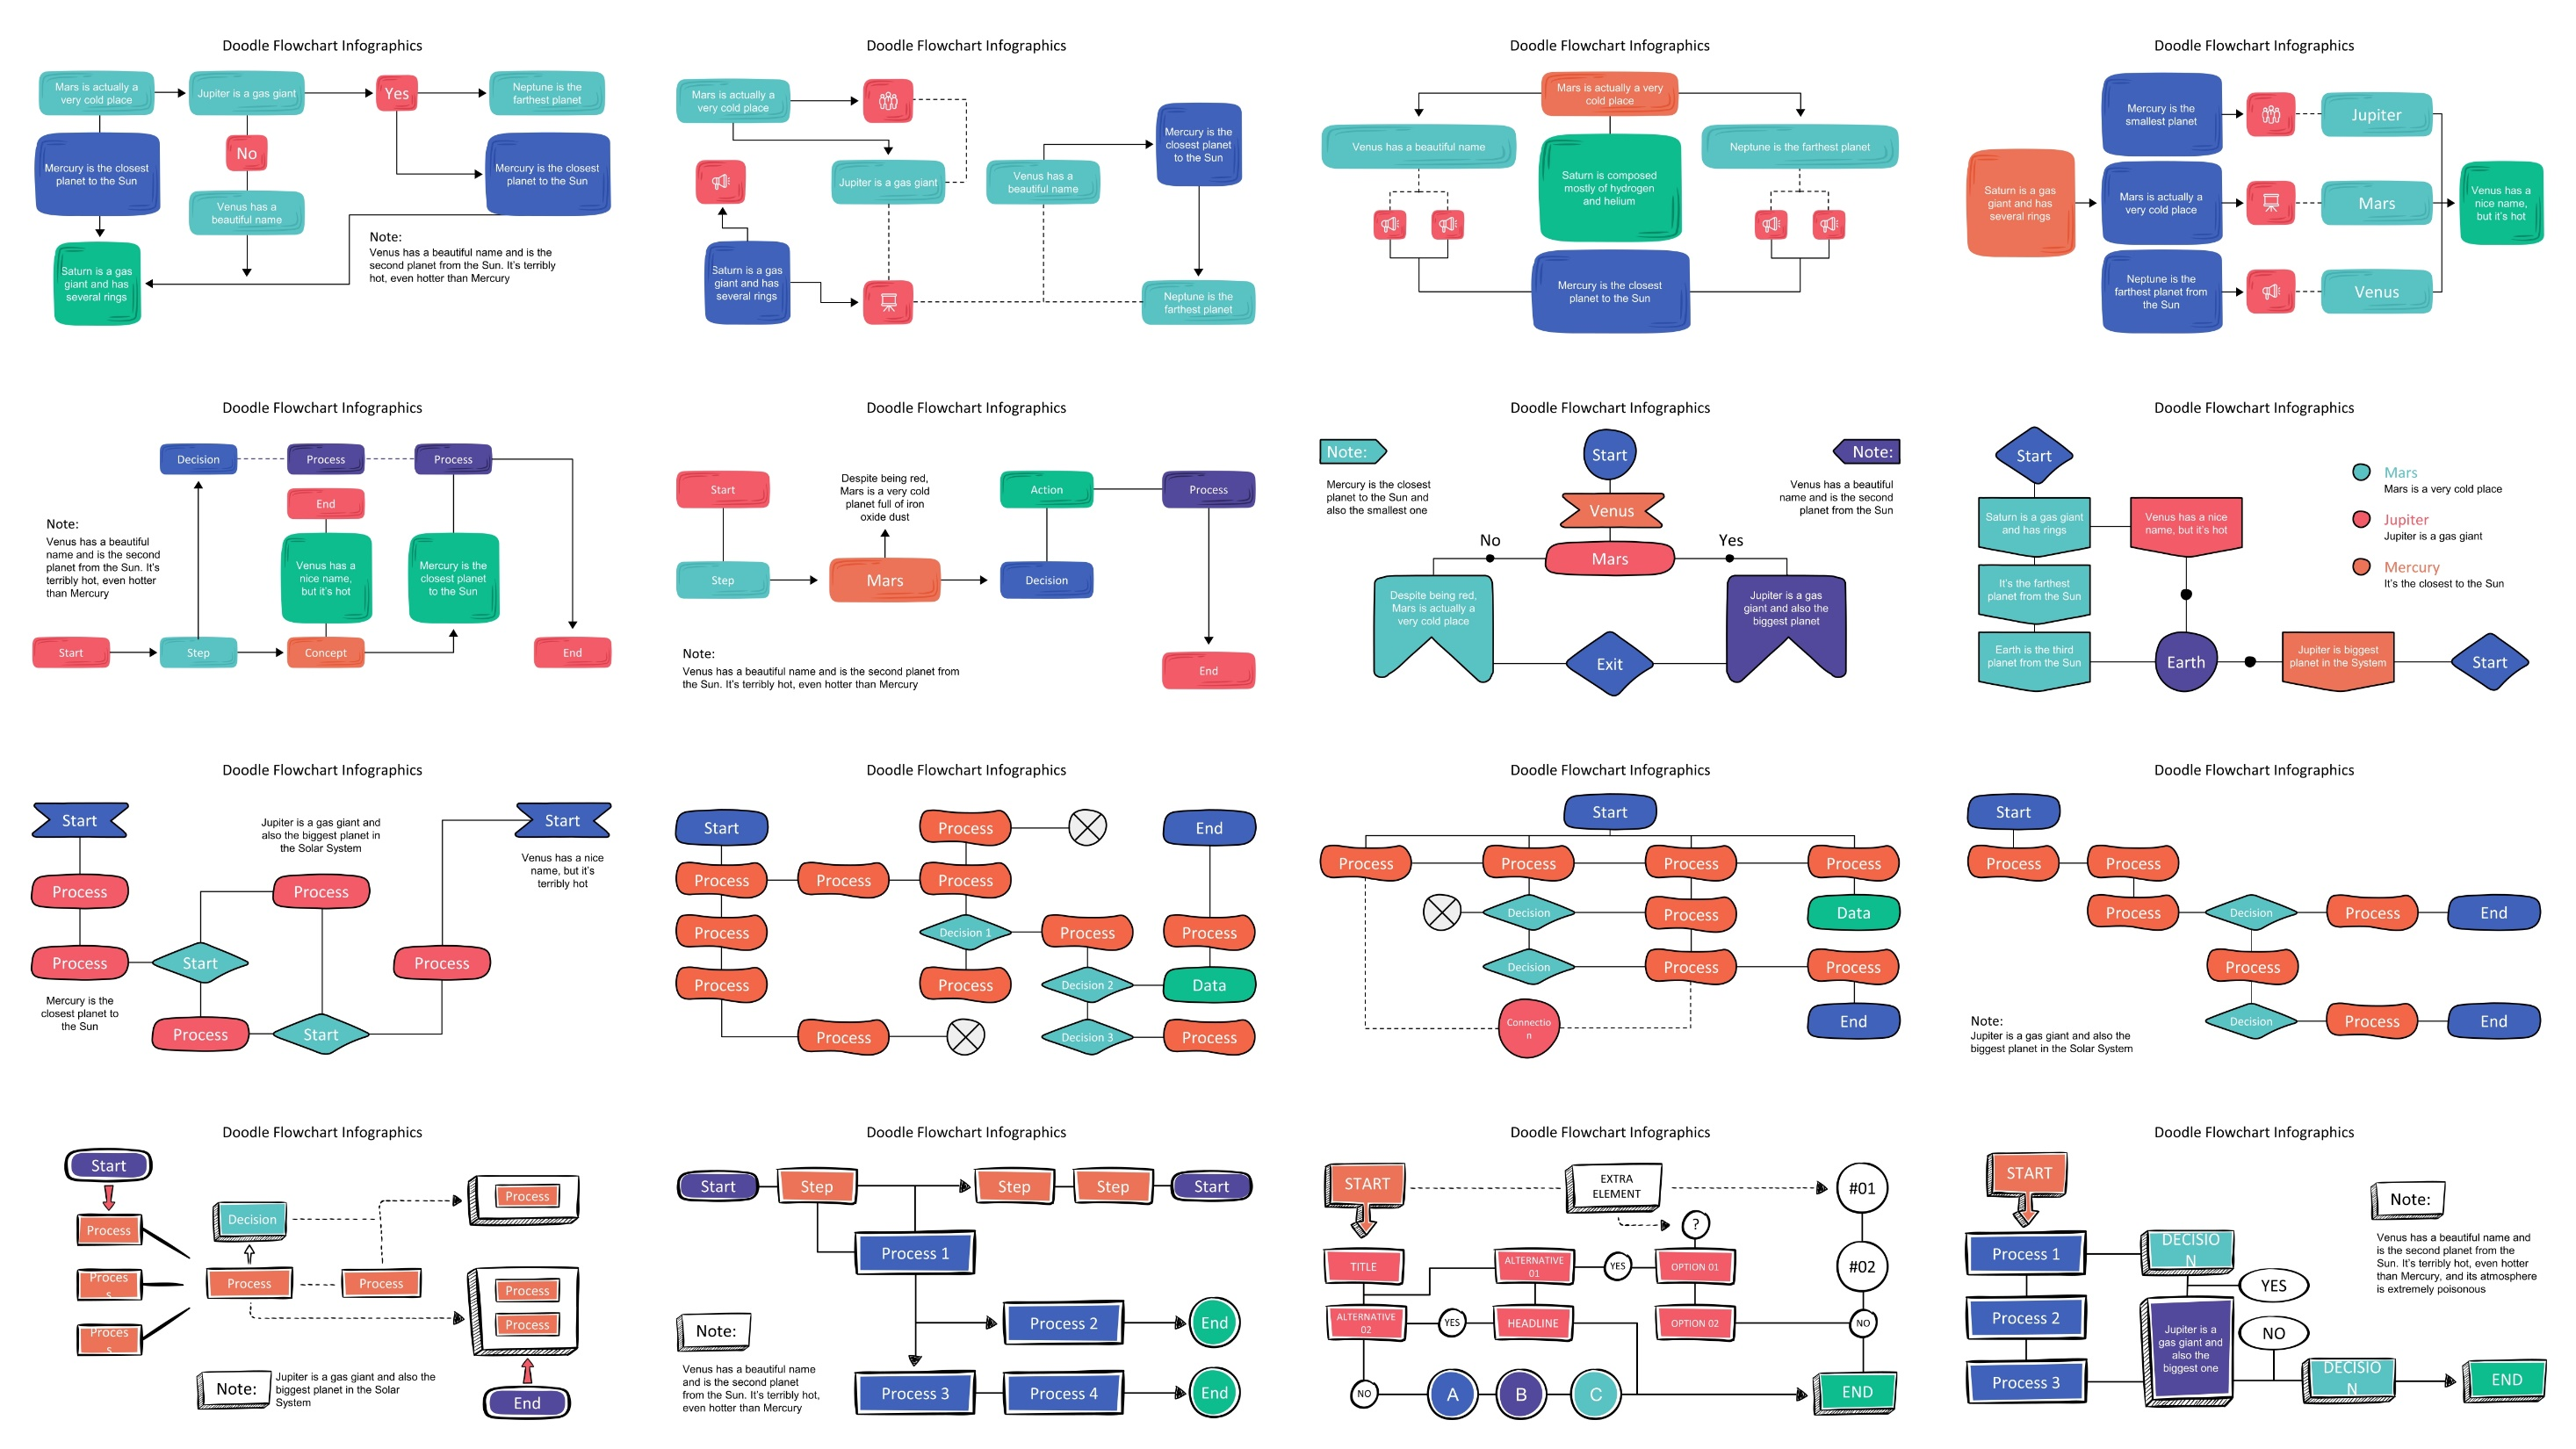 Doodle Flowchart Infographics
Mars is actually a
very cold place
Jupiter is a gas giant
Yes
Neptune is the
farthest planet
Mercury is the closest
planet to the Sun
No
Mercury is the closest
planet to the Sun
Venus has a
beautiful name
Saturn is a gas
giant and has
several rings
Note:
Venus has a beautiful name and is the
second planet from the Sun. It's terribly
hot, even hotter than Mercury
Doodle Flowchart Infographics
Mars is actually a
very cold place
Mercury is the
closest planet
to the Sun
Jupiter is a gas giant
Venus has a
beautiful name
Saturn is a gas
giant and has
several rings
Neptune is the
farthest planet
Doodle Flowchart Infographics
Mars is actually a very
cold place
Venus has a beautiful name
Neptune is the farthest planet
Saturn is composed
mostly of hydrogen
and helium
Mercury is the closest
planet to the Sun
Doodle Flowchart Infographics
Mercury is the
smallest planet
Jupiter
Saturn is a gas
giant and has
several rings
Mars is actually a
very cold place
Mars
Venus has a
nice name,
but it's hot
Neptune is the
farthest planet from
the Sun
Venus
Doodle Flowchart Infographics
Decision
Process
Process
End
Note:
Venus has a beautiful
name and is the second
planet from the Sun. It's
terribly hot, even hotter
than Mercury
Venus has a
nice name,
but it's hot
Mercury is the
closest planet
to the Sun
Start
Step
Concept
End
Doodle Flowchart Infographics
Start
Despite being red,
Mars is a very cold
planet full of iron
oxide dust
Action
Process
Step
Mars
Decision
Note:
Venus has a beautiful name and is the second planet from
the Sun. It's terribly hot, even hotter than Mercury
End
Doodle Flowchart Infographics
Note:
Start
Note:
Mercury is the closest
planet to the Sun and
also the smallest one
Venus has a beautiful
name and is the second
planet from the Sun
Venus
No
Yes
Mars
Despite being red,
Mars is actually a
very cold place
Jupiter is a gas
giant and also the
biggest planet
Exit
Doodle Flowchart Infographics
Start
Mars
Mars is a very cold place
Saturn is a gas giant
and has rings
Venus has a nice
name, but it's hot
Jupiter
Jupiter is a gas giant
It's the farthest
planet from the Sun
Mercury
It's the closest to the Sun
Earth is the third
planet from the Sun
Earth
Jupiter is biggest
planet in the System
Start
Doodle Flowchart Infographics
Start
Jupiter is a gas giant and
also the biggest planet in
the Solar System
Start
Venus has a nice
name, but it's
terribly hot
Process
Process
Process
Start
Process
Mercury is the
closest planet to
the Sun
Process
Start
Doodle Flowchart Infographics
Start
Process
End
Process
Process
Process
Process
Decision 1
Process
Process
Process
Process
Decision 2
Data
Process
Decision 3
Process
Doodle Flowchart Infographics
Start
Process
Process
Process
Process
Decision
Process
Data
Decision
Process
Process
Connectio
n
End
Doodle Flowchart Infographics
Start
Process
Process
Process
Decision
Process
End
Process
Note:
Jupiter is a gas giant and also the
biggest planet in the Solar System
Decision
Process
End
Doodle Flowchart Infographics
Start
Process
Process
Decision
Proces
s
Process
Process
Process
Process
Proces
s
Note:
Jupiter is a gas giant and also the
biggest planet in the Solar
System
End
Doodle Flowchart Infographics
Start
Step
Step
Step
Start
Process 1
Note:
Process 2
End
Venus has a beautiful name
and is the second planet
from the Sun. It's terribly hot,
even hotter than Mercury
Process 3
Process 4
End
Doodle Flowchart Infographics
START
EXTRA
ELEMENT
#01
?
TITLE
ALTERNATIVE
01
YES
OPTION 01
#02
ALTERNATIVE
02
YES
HEADLINE
OPTION 02
NO
NO
A
B
C
END
Doodle Flowchart Infographics
START
Note:
Process 1
DECISIO
N
Venus has a beautiful name and
is the second planet from the
Sun. It's terribly hot, even hotter
than Mercury, and its atmosphere
is extremely poisonous
YES
Process 2
Jupiter is a
gas giant and
also the
biggest one
NO
Process 3
DECISIO
N
END